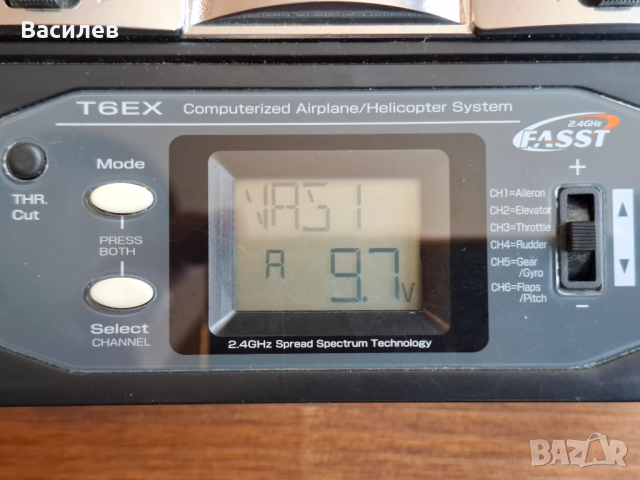 Василев
T6EX Computerized Airplane/Helicopter System
2.4GHz
FASST
THR.
Cut
Mode
PRESS
BOTH
Select
CHANNEL
VAS1
A 9.7V
2.4GHz Spread Spectrum Technology
+
CH1=Aileron
CH2=Elevator
CH3=Throttle
CH4=Rudder
CH5=Gear
/Gyro
CH6=Flaps
/Pitch
−
bazar